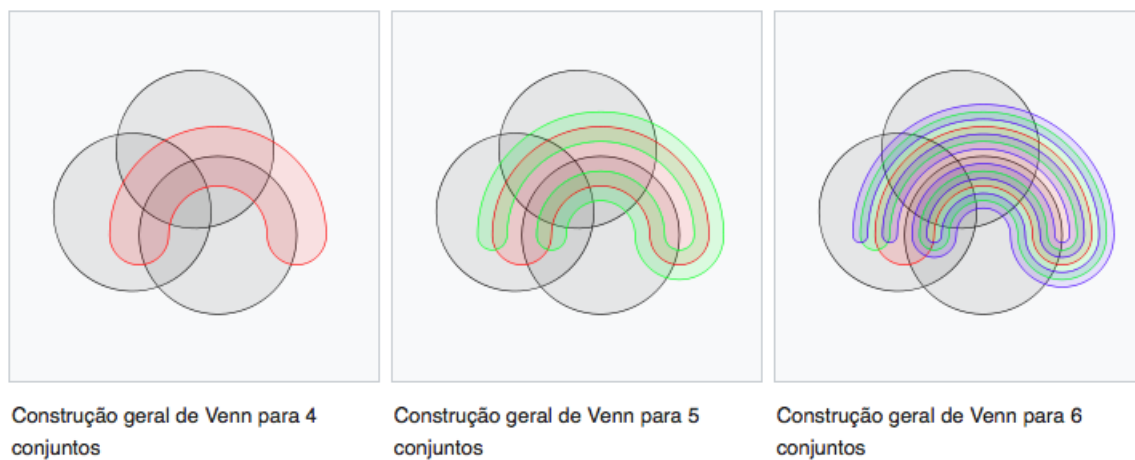 Construção geral de Venn para 4
conjuntos
Construção geral de Venn para 5
conjuntos
Construção geral de Venn para 6
conjuntos